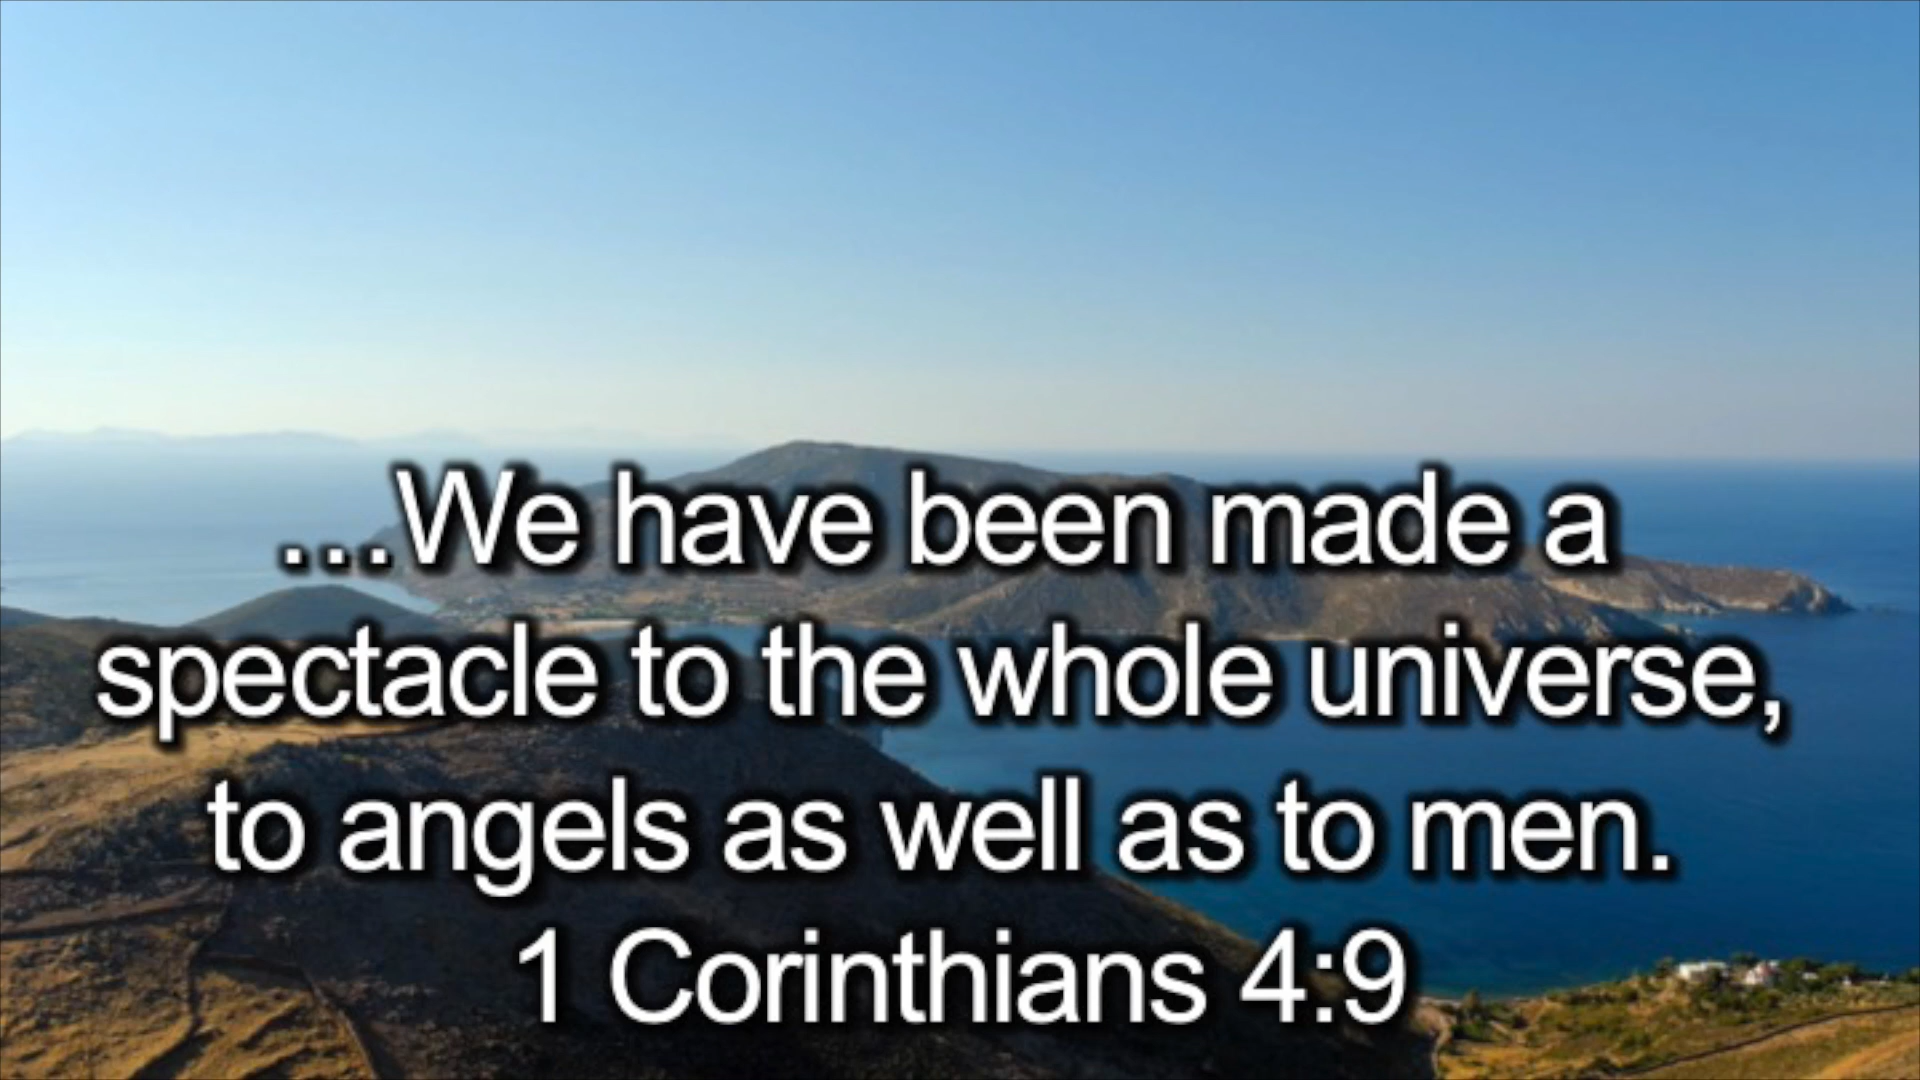 …We have been made a
spectacle to the whole universe,
to angels as well as to men.
1 Corinthians 4:9